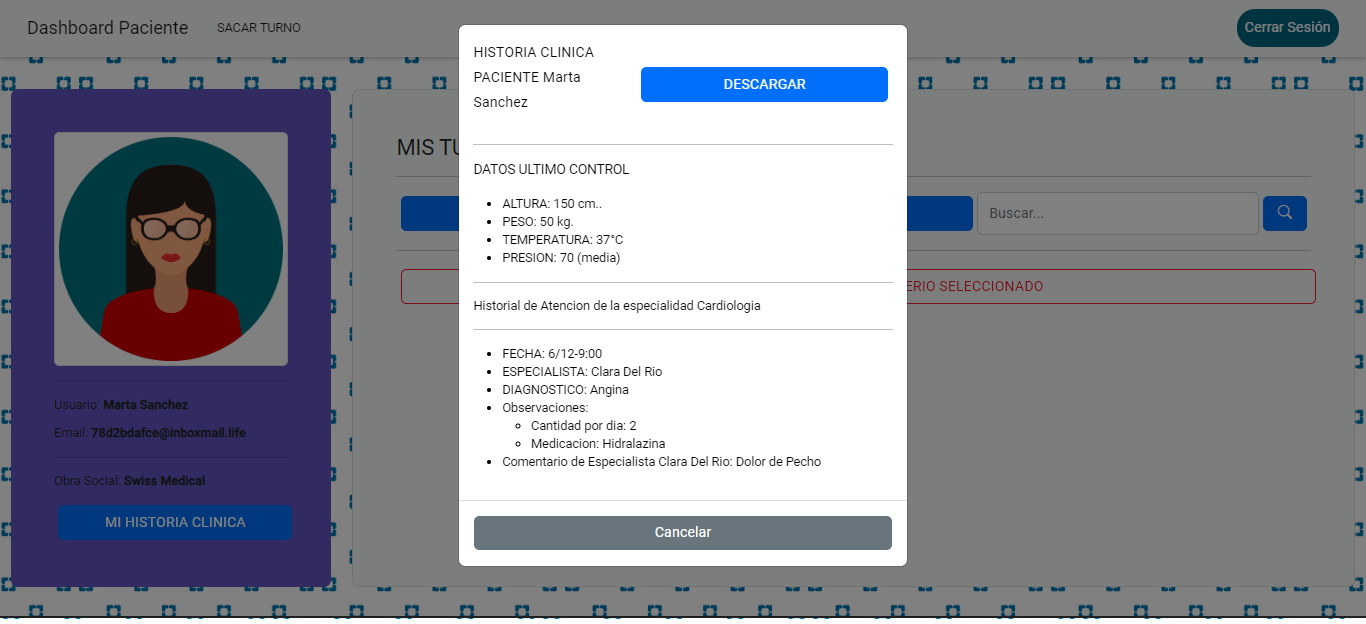 Dashboard Paciente
SACAR TURNO
Cerrar Sesión
HISTORIA CLINICA
PACIENTE Marta
Sanchez
DESCARGAR
DATOS ULTIMO CONTROL
ALTURA: 150 cm..
PESO: 50 kg.
TEMPERATURA: 37°C
PRESION: 70 (media)
Historial de Atencion de la especialidad Cardiologia
FECHA: 6/12-9:00
ESPECIALISTA: Clara Del Rio
DIAGNOSTICO: Angina
Observaciones:
Cantidad por dia: 2
Medicacion: Hidralazina
Comentario de Especialista Clara Del Rio: Dolor de Pecho
Cancelar
Usuario: Marta Sanchez
Email: 78d2bdafce@inboxmail.life
Obra Social: Swiss Medical
MI HISTORIA CLINICA
MIS
Buscar...
SELECCIONADO